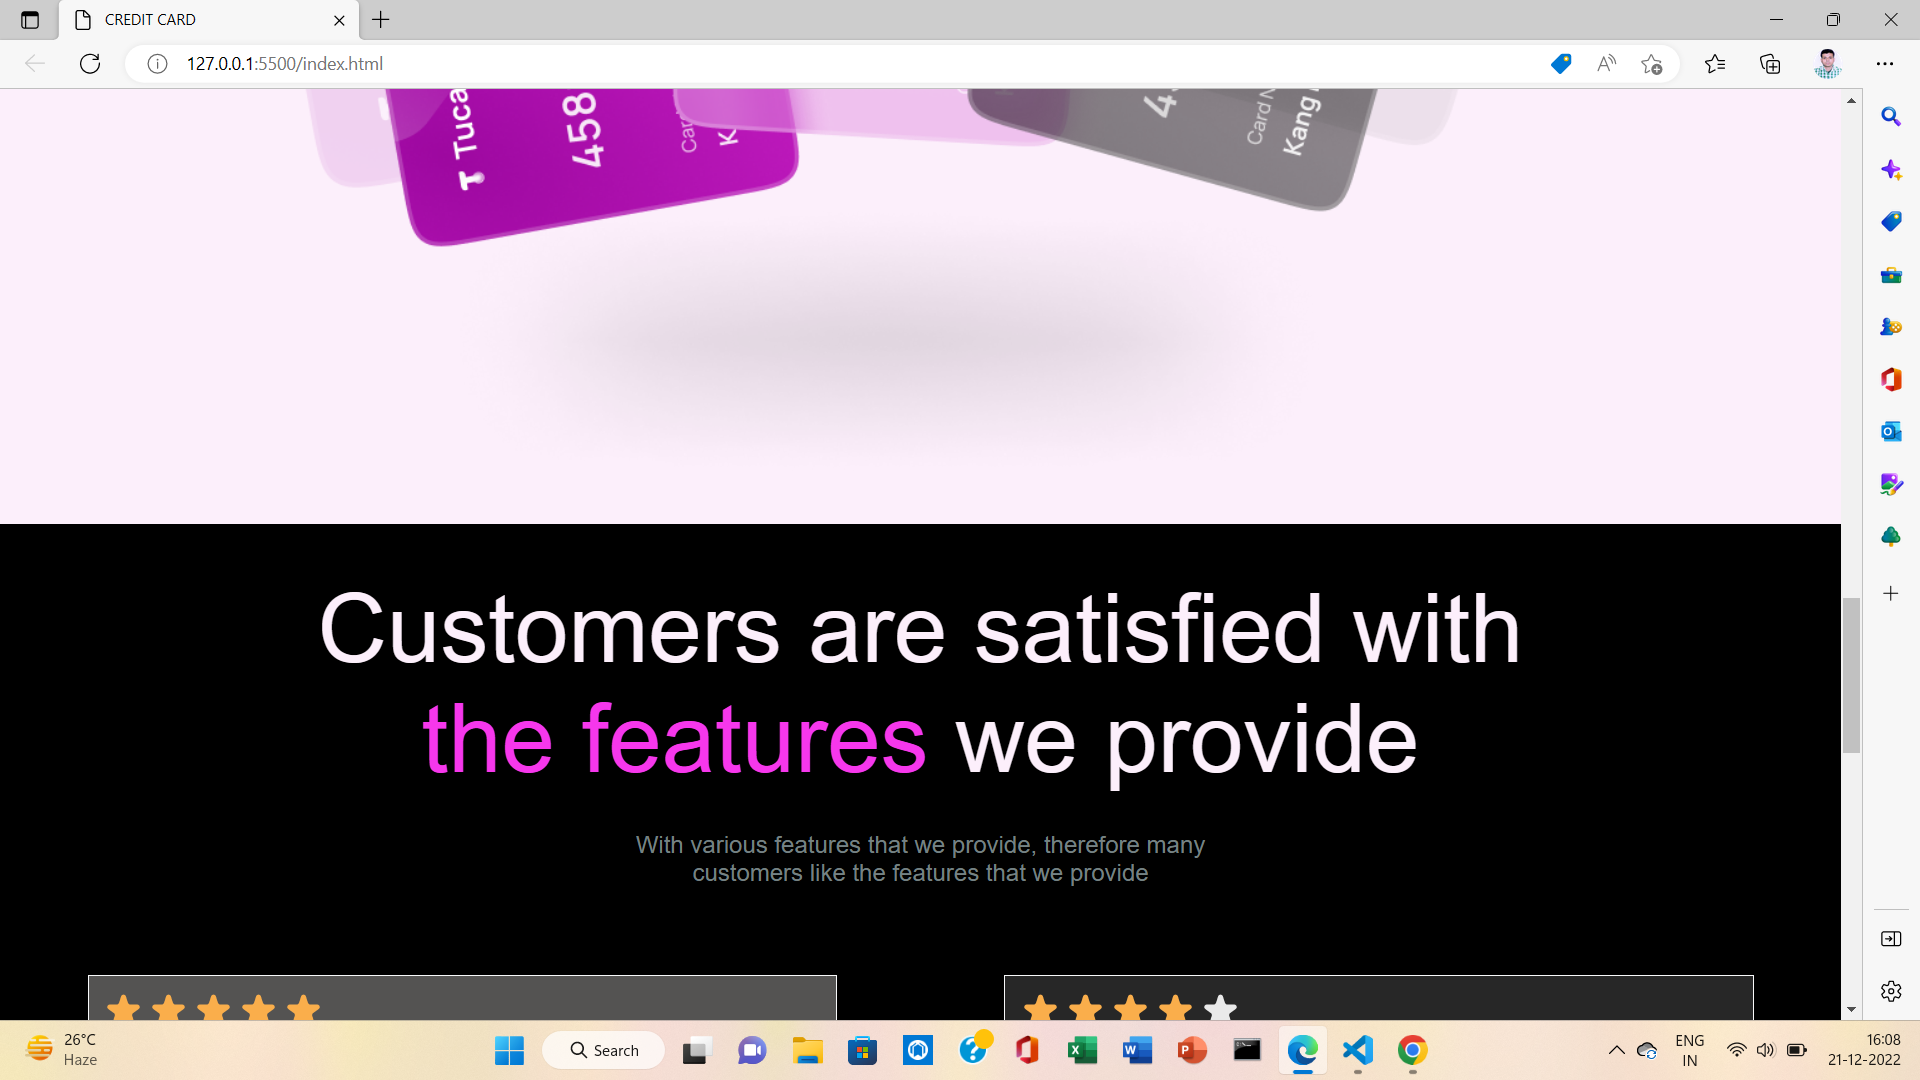 CREDIT CARD
127.0.0.1:5500/index.html
Tuca
458
Car
K
Card N
Kang
Customers are satisfied with
the features we provide
With various features that we provide, therefore many
customers like the features that we provide
26°C
Haze
Search
ENG
IN
16:08
21-12-2022